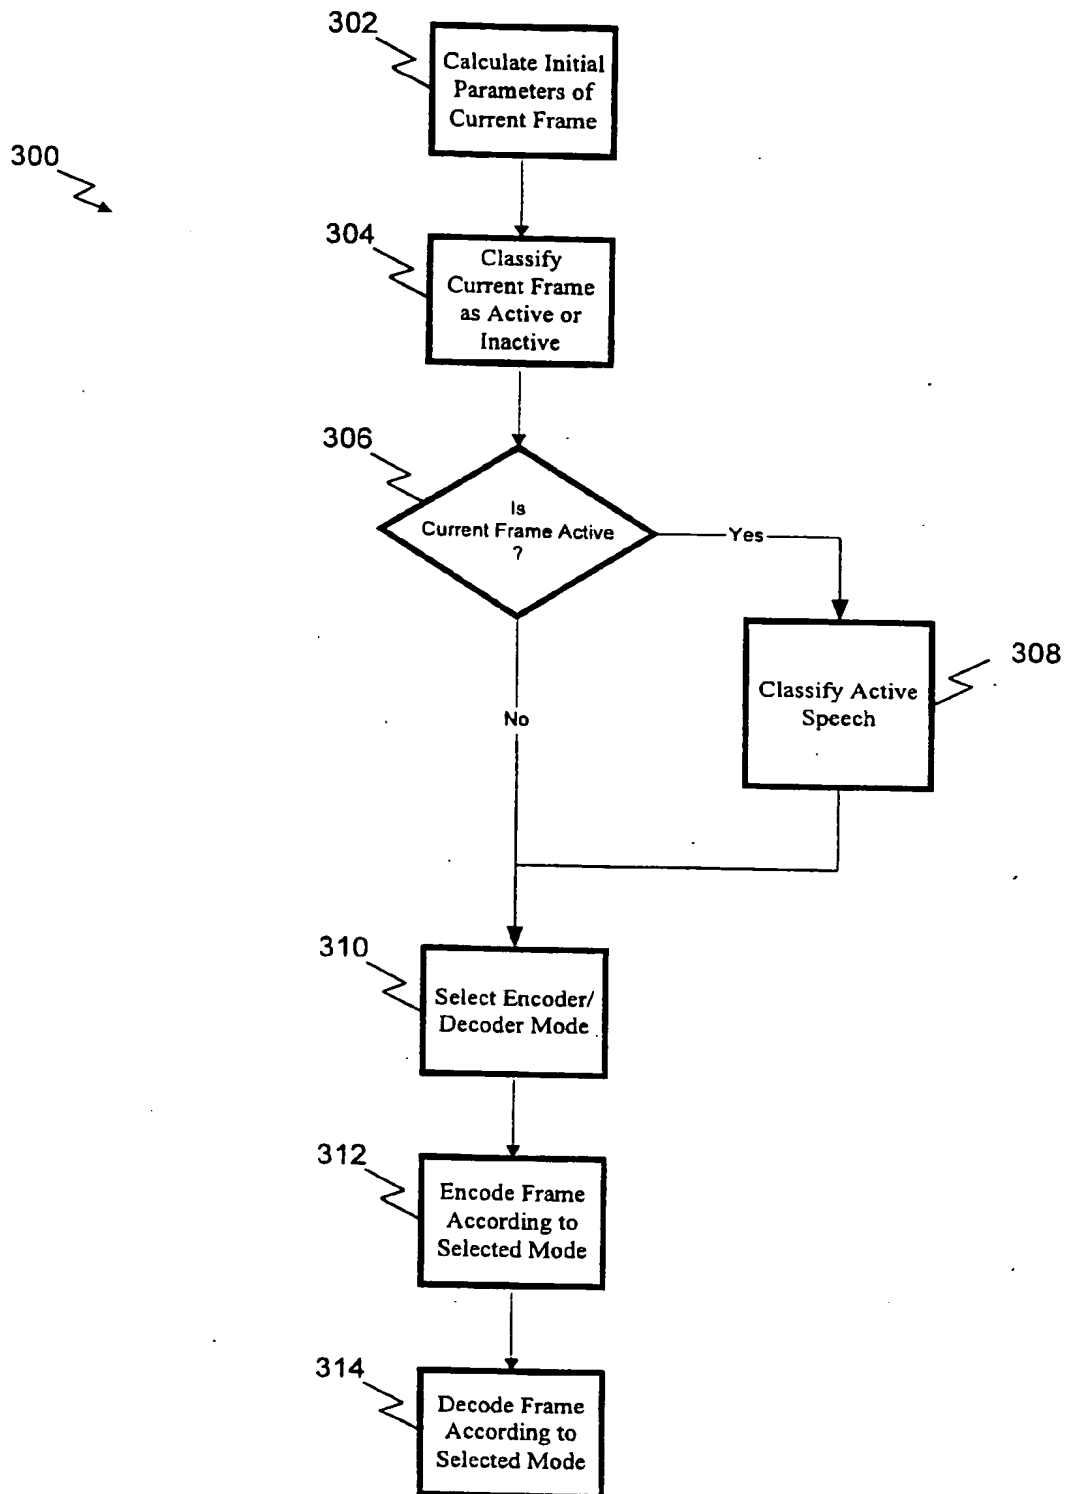 302
Calculate Initial
Parameters of
Current Frame
300
304
Classify
Current Frame
as Active or
Inactive
306
Is
Current Frame Active
?
Yes
308
Classify Active
Speech
No
310
Select Encoder/
Decoder Mode
312
Encode Frame
According to
Selected Mode
314
Decode Frame
According to
Selected Mode